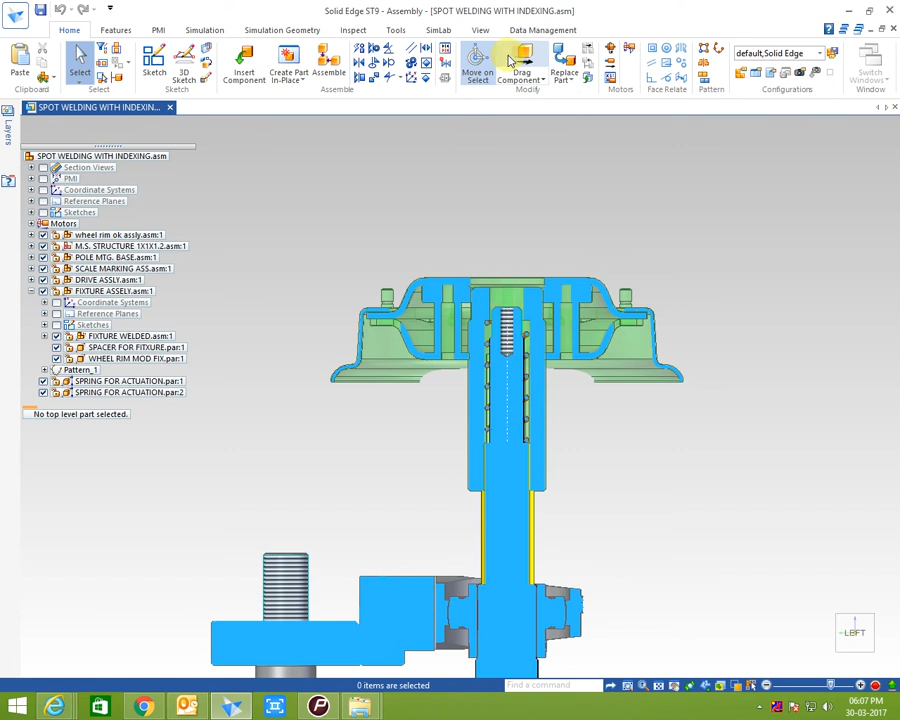 Solid Edge ST9 - Assembly - [SPOT WELDING WITH INDEXING.asm]
Home Features PMI Simulation Simulation Geometry Inspect Tools SimLab View Data Management
Paste Select Sketch 3D Sketch Insert Component Create Part In-Place Assemble Move on Select Drag Component Replace Part default,Solid Edge Switch Windows
Clipboard Select Sketch Assemble Modify Motors Face Relate Pattern Configurations Window
SPOT WELDING WITH INDEXING....
Layers
SPOT WELDING WITH INDEXING.asm
Section Views
PMI
Coordinate Systems
Reference Planes
Sketches
Motors
wheel rim ok assly.asm:1
M.S. STRUCTURE 1X1X1.2.asm:1
POLE MTG. BASE.asm:1
SCALE MARKING ASS.asm:1
DRIVE ASSLY.asm:1
FIXTURE ASSELY.asm:1
Coordinate Systems
Reference Planes
Sketches
FIXTURE WELDED.asm:1
SPACER FOR FITXURE.par:1
WHEEL RIM MOD FIX.par:1
Pattern_1
SPRING FOR ACTUATION.par:1
SPRING FOR ACTUATION.par:2
No top level part selected.
LEFT
0 items are selected
Find a command
06:07 PM
30-03-2017